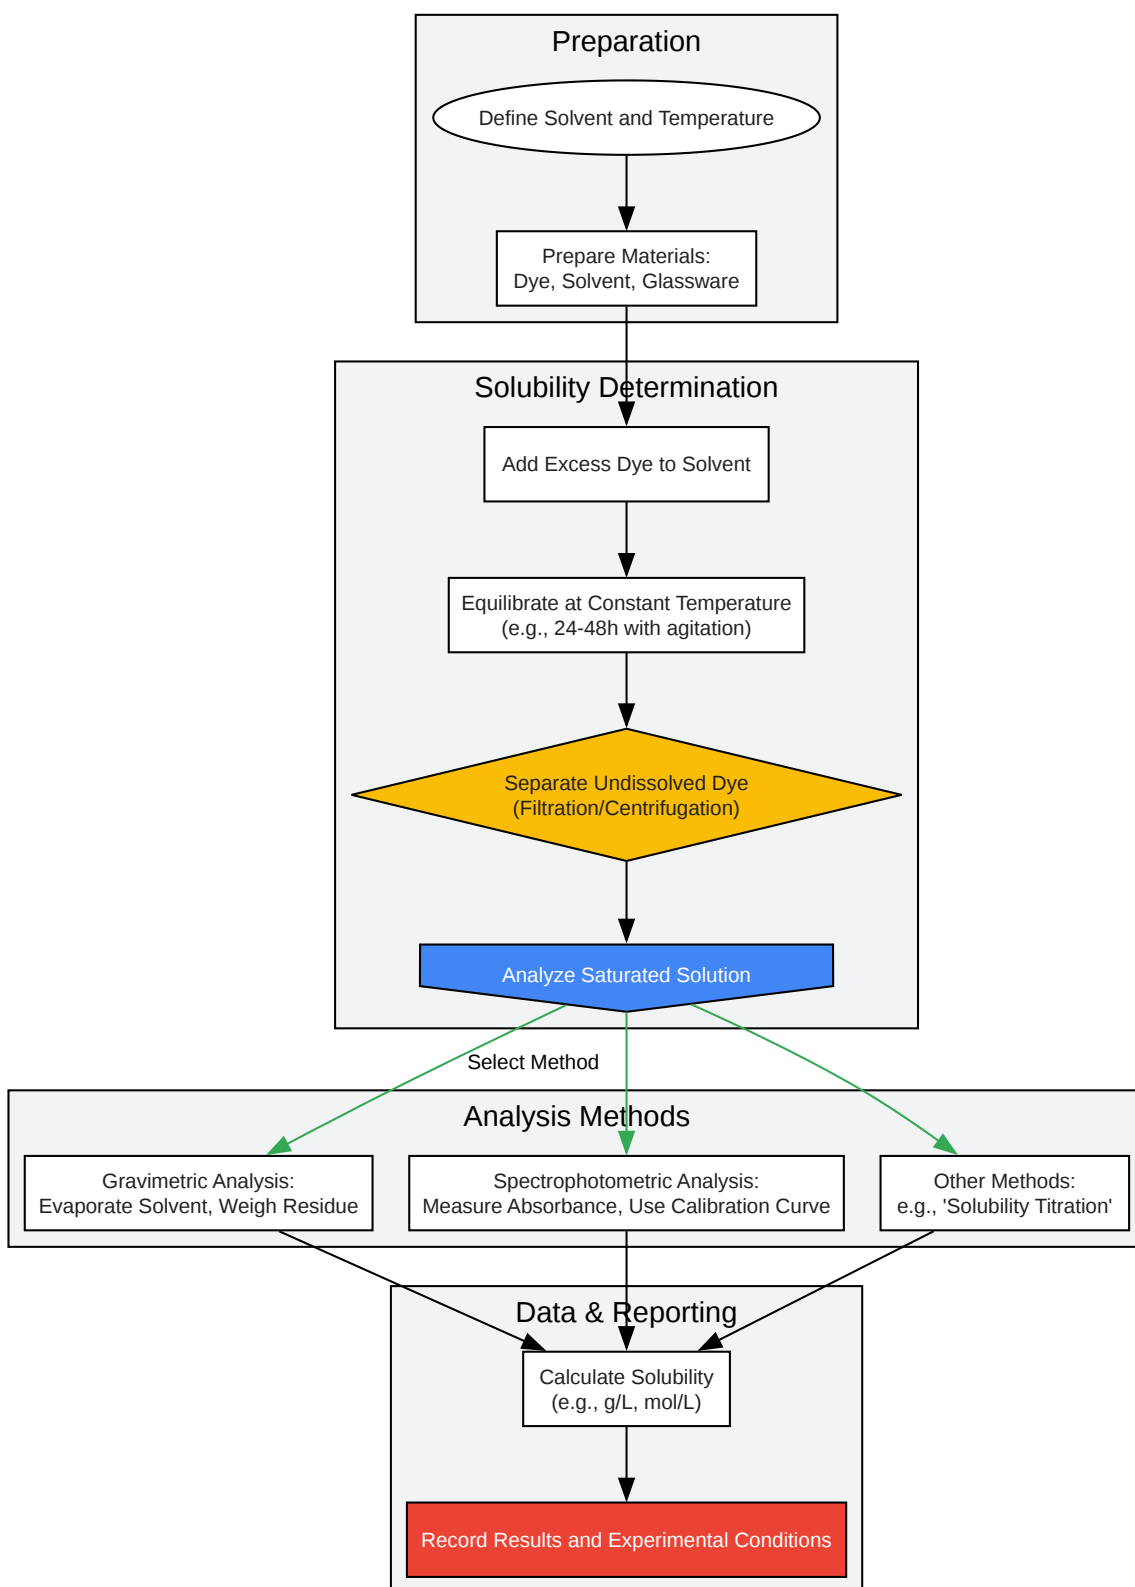 Preparation
Define Solvent and Temperature
Prepare Materials:
Dye, Solvent, Glassware
Solubility Determination
Add Excess Dye to Solvent
Equilibrate at Constant Temperature
(e.g., 24-48h with agitation)
Separate Undissolved Dye
(Filtration/Centrifugation)
Analyze Saturated Solution
Select Method
Analysis Methods
Gravimetric Analysis:
Evaporate Solvent, Weigh Residue
Spectrophotometric Analysis:
Measure Absorbance, Use Calibration Curve
Other Methods:
e.g., 'Solubility Titration'
Data & Reporting
Calculate Solubility
(e.g., g/L, mol/L)
Record Results and Experimental Conditions